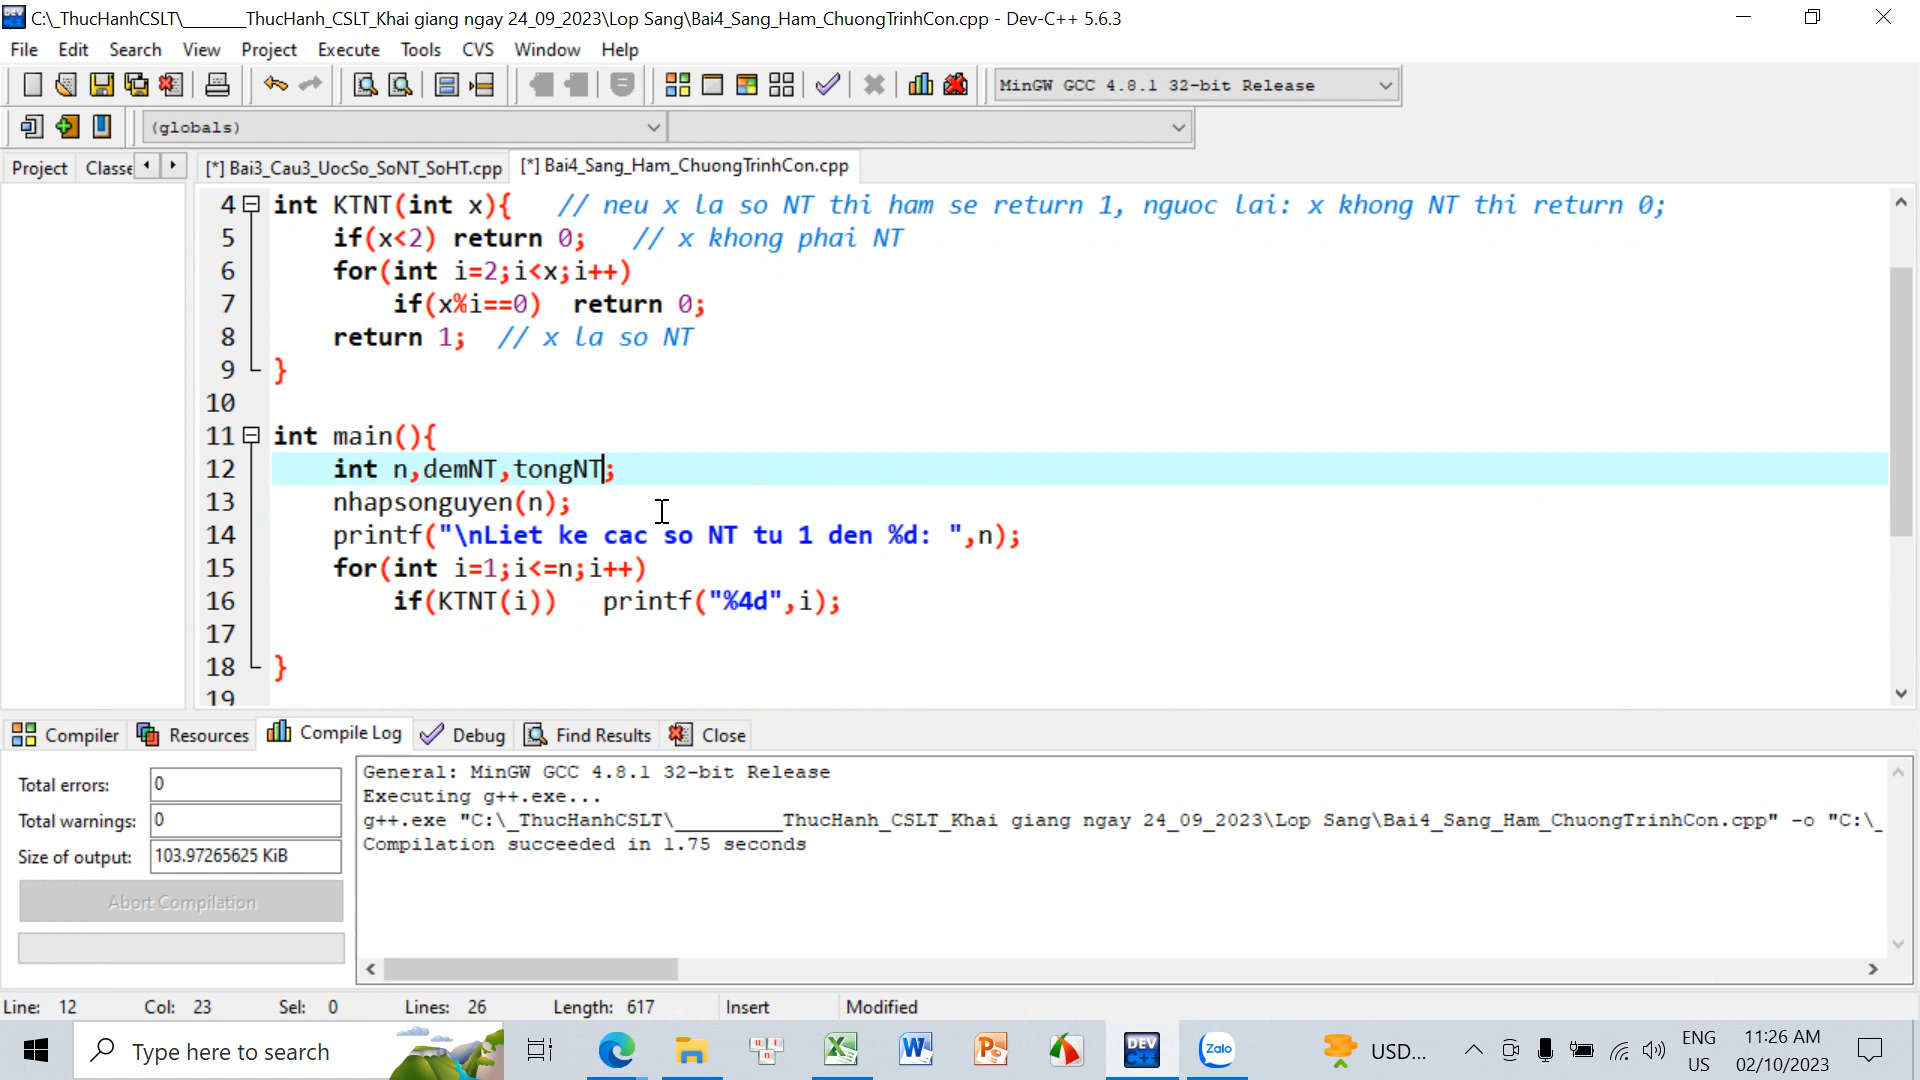 C:\_ThucHanhCSLT\_______ThucHanh_CSLT_Khai giang ngay 24_09_2023\Lop Sang\Bai4_Sang_Ham_ChuongTrinhCon.cpp - Dev-C++ 5.6.3
File Edit Search View Project Execute Tools CVS Window Help
MinGW GCC 4.8.1 32-bit Release
(globals)
Project Classe [*] Bai3_Cau3_UocSo_SoNT_SoHT.cpp [*] Bai4_Sang_Ham_ChuongTrinhCon.cpp
4 int KTNT(int x){ // neu x la so NT thi ham se return 1, nguoc lai: x khong NT thi return 0;
5 if(x<2) return 0; // x khong phai NT
6 for(int i=2;i<x;i++)
7 if(x%i==0) return 0;
8 return 1; // x la so NT
9 }
10
11 int main(){
12 int n,demNT,tongNT;
13 nhapsonguyen(n);
14 printf("\nLiet ke cac so NT tu 1 den %d: ",n);
15 for(int i=1;i<=n;i++)
16 if(KTNT(i)) printf("%4d",i);
17
18 }
19
Compiler Resources Compile Log Debug Find Results Close
Total errors: 0
Total warnings: 0
Size of output: 103.97265625 KiB
Abort Compilation
General: MinGW GCC 4.8.1 32-bit Release
Executing g++.exe...
g++.exe "C:\_ThucHanhCSLT\_________ThucHanh_CSLT_Khai giang ngay 24_09_2023\Lop Sang\Bai4_Sang_Ham_ChuongTrinhCon.cpp" -o "C:\_
Compilation succeeded in 1.75 seconds
Line: 12 Col: 23 Sel: 0 Lines: 26 Length: 617 Insert Modified
Type here to search
DEV C++
Zalo
USD...
ENG
US
11:26 AM
02/10/2023